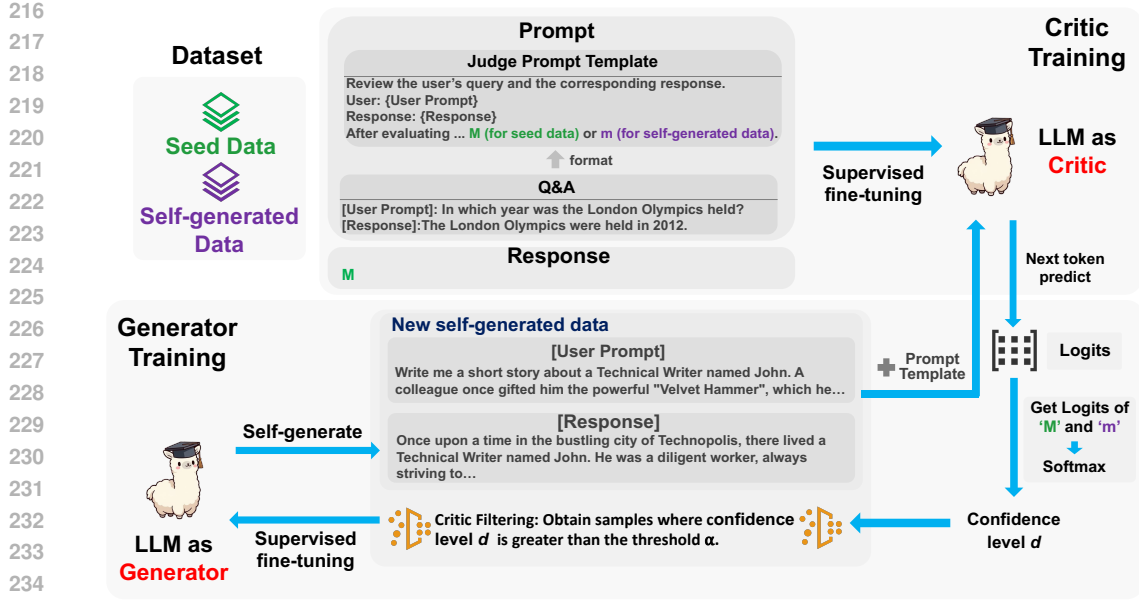 216
217
218
219
220
221
222
223
224
225
226
227
228
229
230
231
232
233
234
Dataset
Seed Data
Self-generated
Data
Prompt
Judge Prompt Template
Review the user's query and the corresponding response.
User: {User Prompt}
Response: {Response}
After evaluating ... M (for seed data) or m (for self-generated data).
format
Q&A
[User Prompt]: In which year was the London Olympics held?
[Response]:The London Olympics were held in 2012.
Response
M
Supervised
fine-tuning
Critic
Training
LLM as
Critic
Next token
predict
Logits
Get Logits of
'M' and 'm'
Softmax
Confidence
level d
Generator
Training
Self-generate
New self-generated data
[User Prompt]
Write me a short story about a Technical Writer named John. A
colleague once gifted him the powerful "Velvet Hammer", which he…
[Response]
Once upon a time in the bustling city of Technopolis, there lived a
Technical Writer named John. He was a diligent worker, always
striving to…
Prompt
Template
Critic Filtering: Obtain samples where confidence
level d is greater than the threshold α.
Supervised
fine-tuning
LLM as
Generator